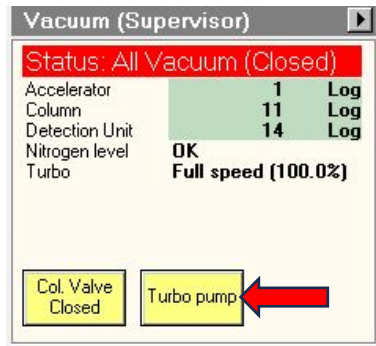 Vacuum (Supervisor)
Status: All Vacuum (Closed)
Accelerator 1 Log
Column 11 Log
Detection Unit 14 Log
Nitrogen level OK
Turbo Full speed (100.0%)
Col. Valve
Closed
Turbo pump